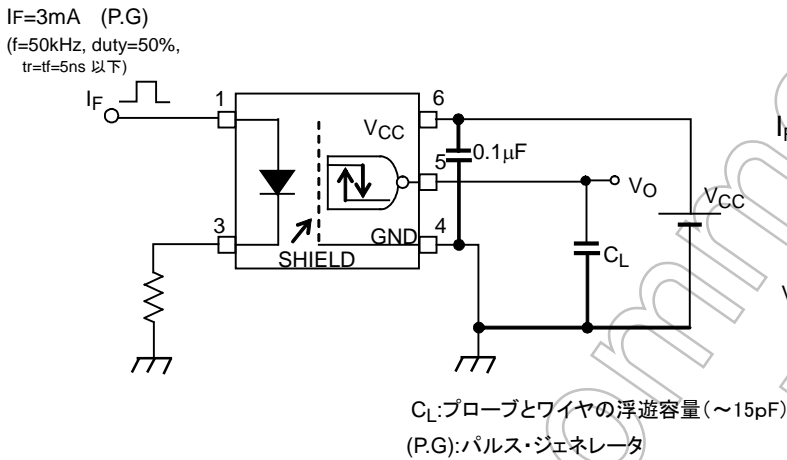 IF=3mA (P.G)
(f=50kHz, duty=50%,
tr=tf=5ns 以下)
IF
1
6
VCC
0.1μF
5
VO
VCC
3
GND
4
SHIELD
CL
CL:プローブとワイヤの浮遊容量(~15pF)
(P.G):パルス・ジェネレータ